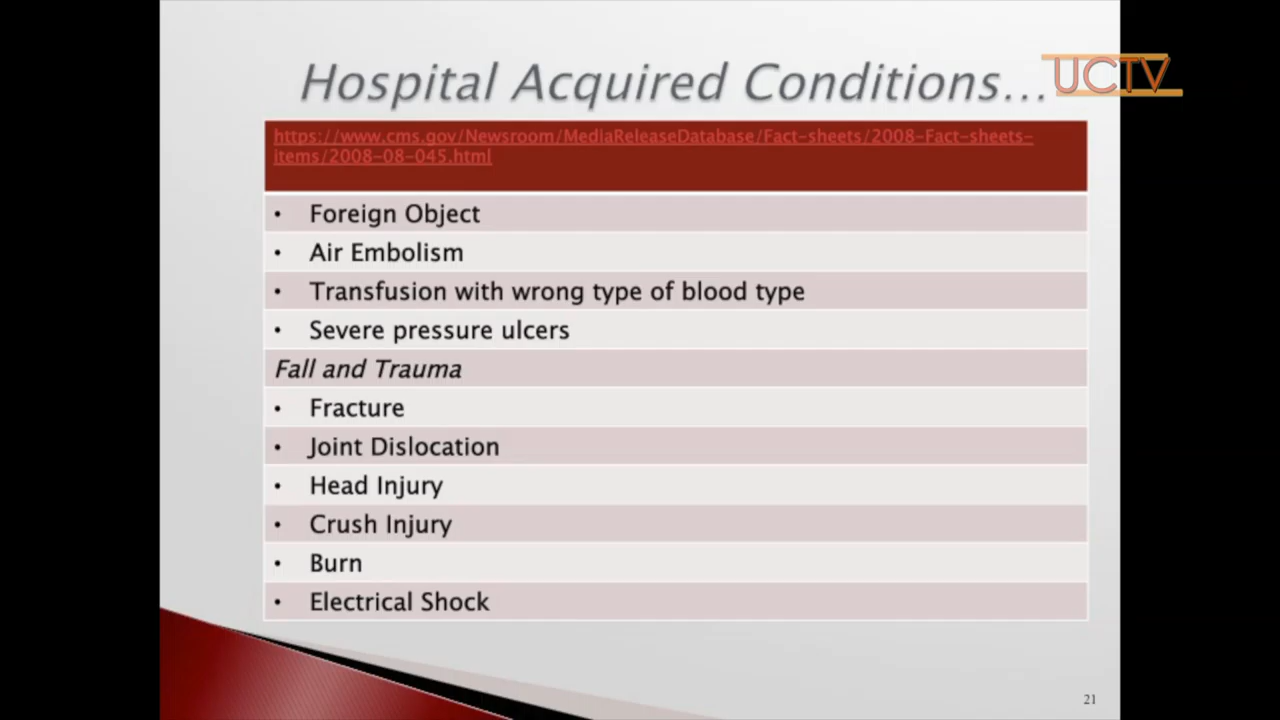 Hospital Acquired Conditions...
UCTV
https://www.cms.gov/Newsroom/MediaReleaseDatabase/Fact-sheets/2008-Fact-sheets-
items/2008-08-045.html
• Foreign Object
• Air Embolism
• Transfusion with wrong type of blood type
• Severe pressure ulcers
Fall and Trauma
• Fracture
• Joint Dislocation
• Head Injury
• Crush Injury
• Burn
• Electrical Shock
21